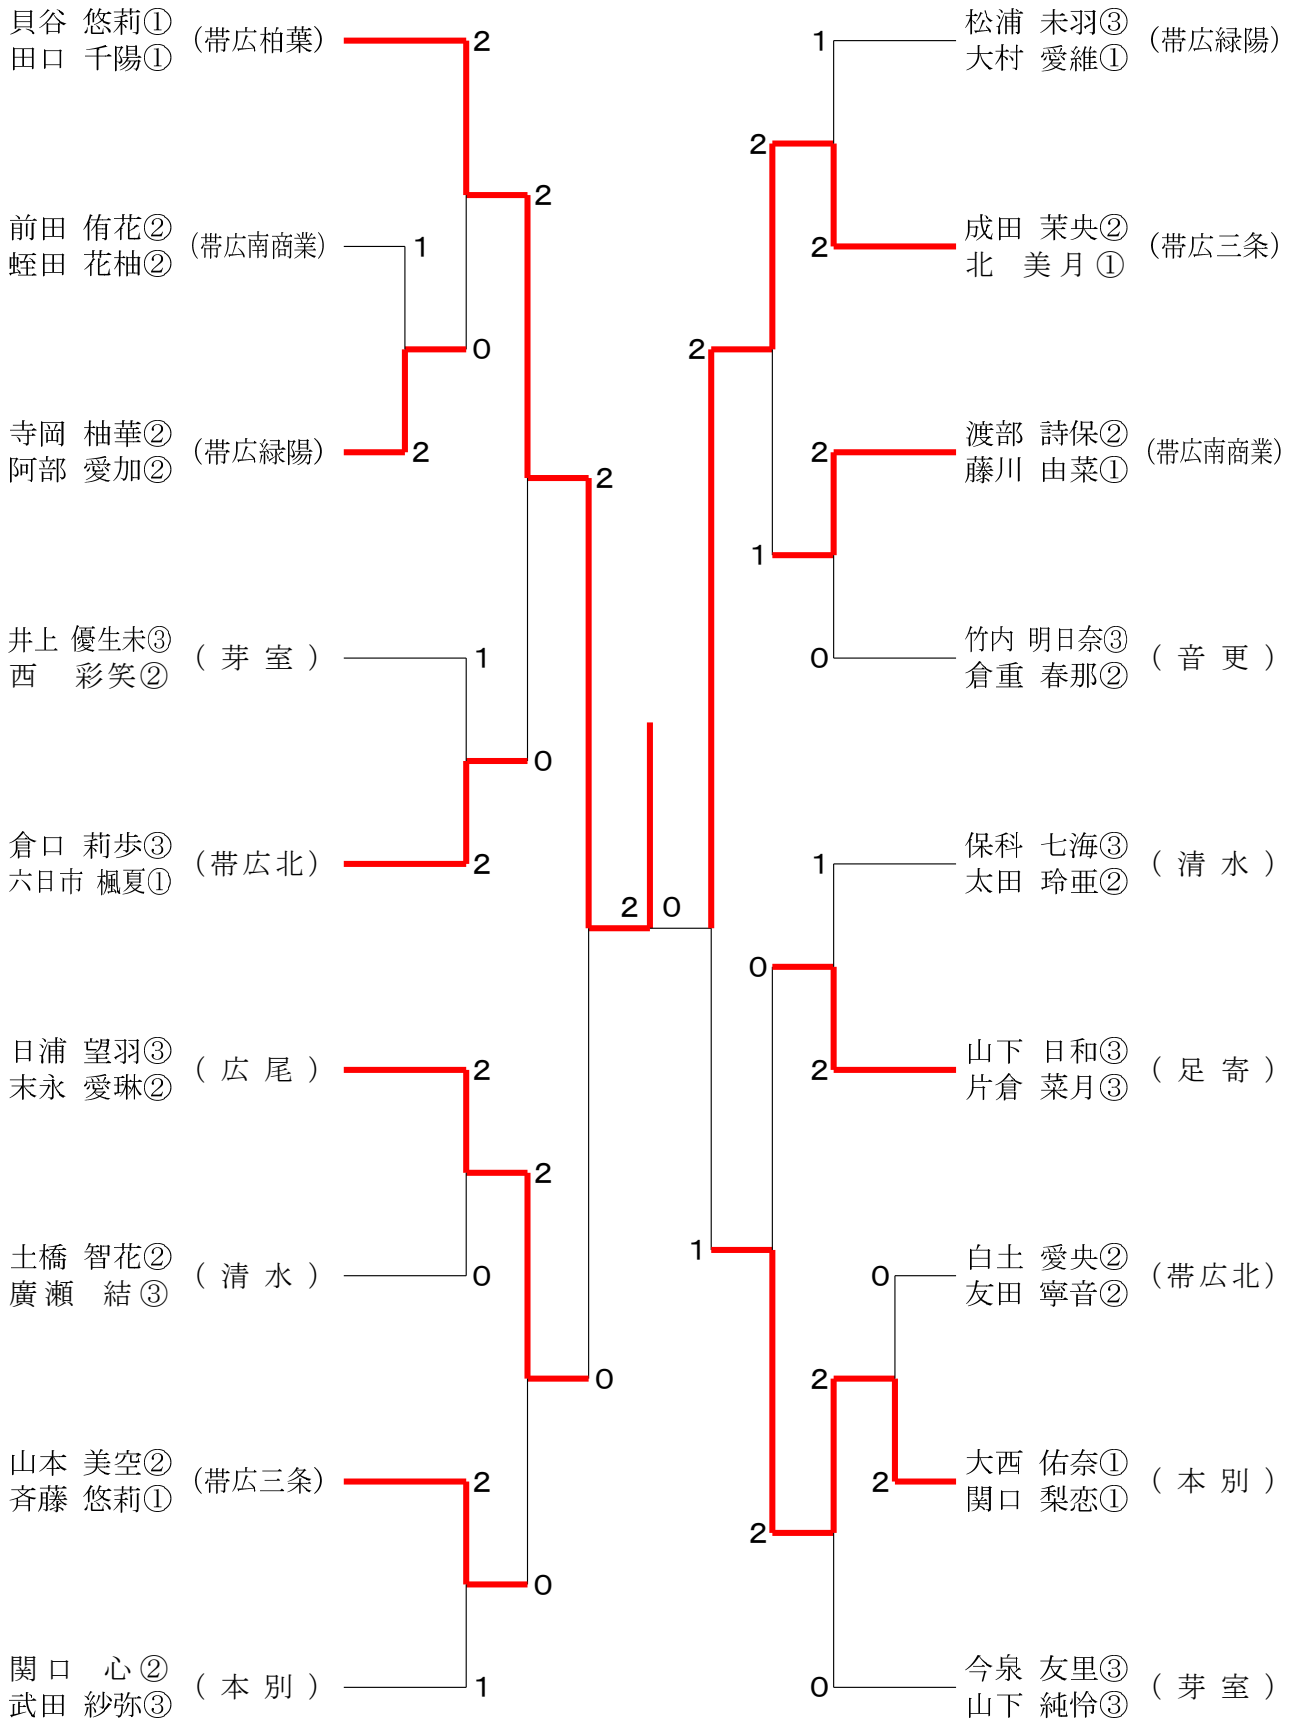 貝谷 悠莉①
田口 千陽①
(帯広柏葉)
2
2
前田 侑花②
蛭田 花柚②
(帯広南商業)
1
0
寺岡 柚華②
阿部 愛加②
(帯広緑陽)
2
2
井上 優生未③
西 彩笑②
(芽室)
1
0
倉口 莉歩③
六日市 楓夏①
(帯広北)
2
2
0
日浦 望羽③
末永 愛琳②
(広尾)
2
2
土橋 智花②
廣瀬 結③
(清水)
0
0
山本 美空②
斉藤 悠莉①
(帯広三条)
2
0
関口 心②
武田 紗弥③
(本別)
1
1
松浦 未羽③
大村 愛維①
(帯広緑陽)
2
2
成田 茉央②
北 美月①
(帯広三条)
2
2
渡部 詩保②
藤川 由菜①
(帯広南商業)
1
0
竹内 明日奈③
倉重 春那②
(音更)
1
保科 七海③
太田 玲亜②
(清水)
0
2
山下 日和③
片倉 菜月③
(足寄)
1
0
白土 愛央②
友田 寧音②
(帯広北)
2
2
大西 佑奈①
関口 梨恋①
(本別)
2
0
今泉 友里③
山下 純怜③
(芽室)